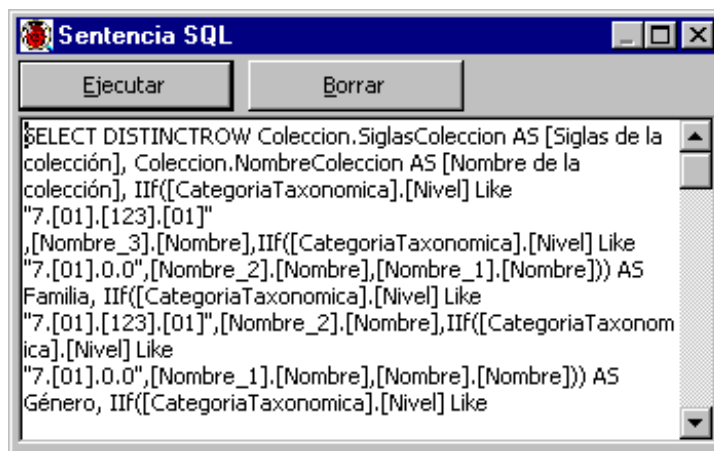 Sentencia SQL
Ejecutar Borrar
SELECT DISTINCTROW Coleccion.SiglasColeccion AS [Siglas de la
colección], Coleccion.NombreColeccion AS [Nombre de la
colección], IIf([CategoriaTaxonomica].[Nivel] Like
"7.[01].[123].[01]"
,[Nombre_3].[Nombre],IIf([CategoriaTaxonomica].[Nivel] Like
"7.[01].0.0",[Nombre_2].[Nombre],[Nombre_1].[Nombre])) AS
Familia, IIf([CategoriaTaxonomica].[Nivel] Like
"7.[01].[123].[01]",[Nombre_2].[Nombre],IIf([CategoriaTaxonom
ica].[Nivel] Like
"7.[01].0.0",[Nombre_1].[Nombre],[Nombre].[Nombre])) AS
Género, IIf([CategoriaTaxonomica].[Nivel] Like